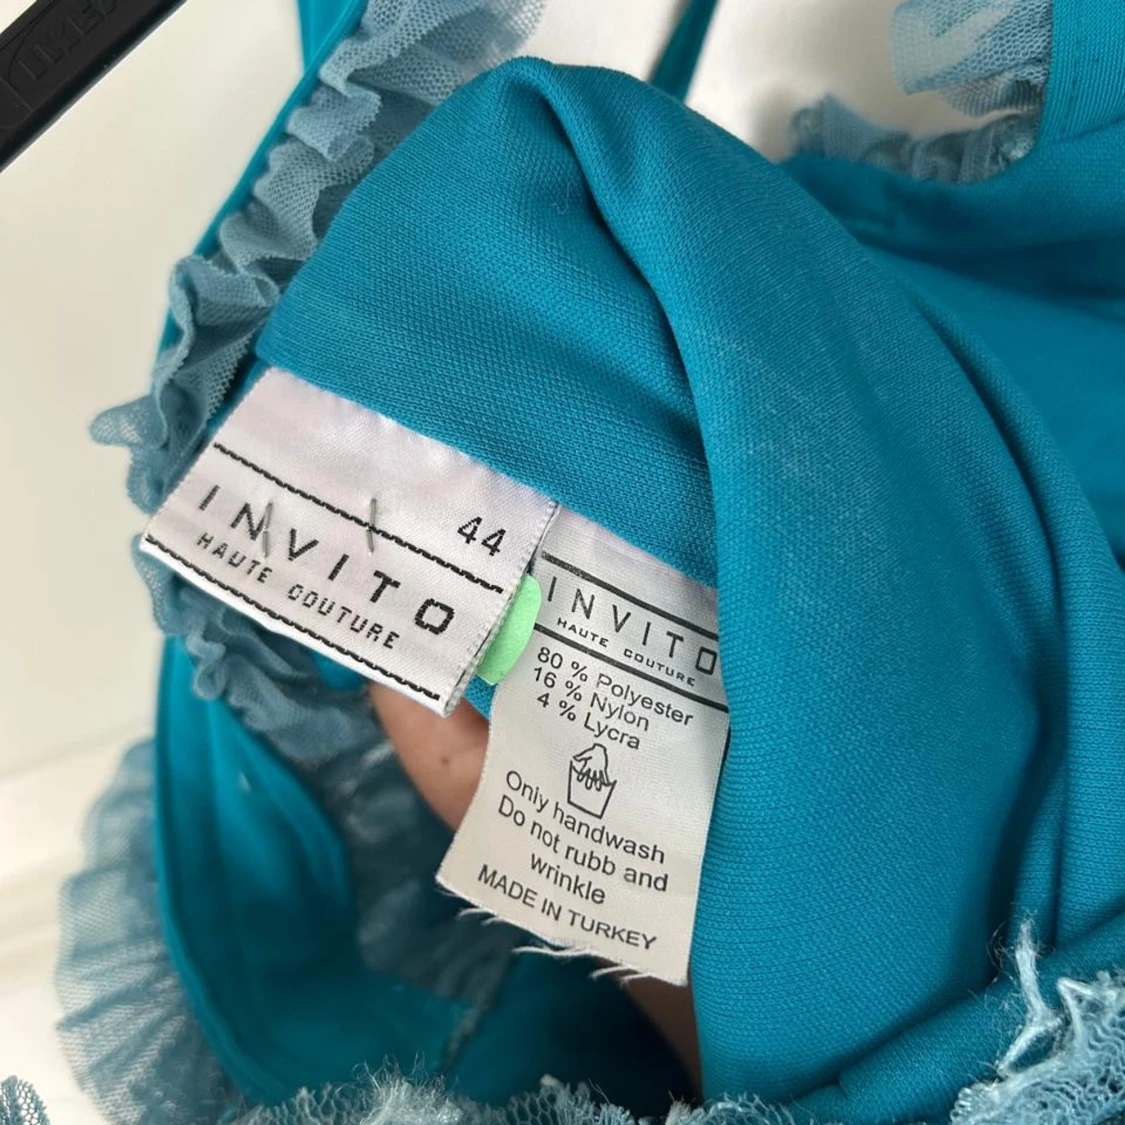 IKEA
44
INVITO
HAUTE COUTURE
INVITO
HAUTE COUTURE
80 % Polyester
16 % Nylon
4 % Lycra
Only handwash
Do not rubb and
wrinkle
MADE IN TURKEY